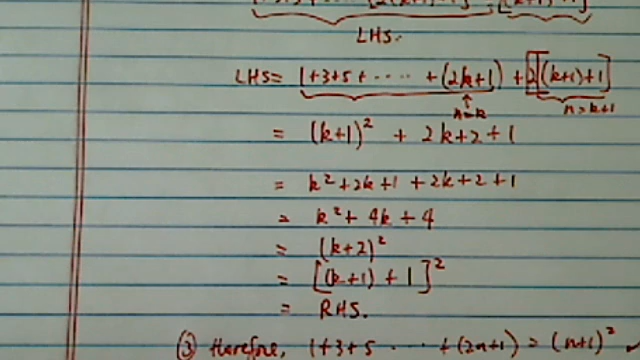 LHS.
LHS = 1+3+5+ ····· + (2k+1) + [2(k+1)+1]
n=k n=k+1
= (k+1)² + 2k+2+1
= k²+2k+1 + 2k+2+1
= k²+4k+4
= (k+2)²
= [(k+1) + 1]²
= RHS.
③ therefore, 1+3+5 ····· + (2n+1) = (n+1)²